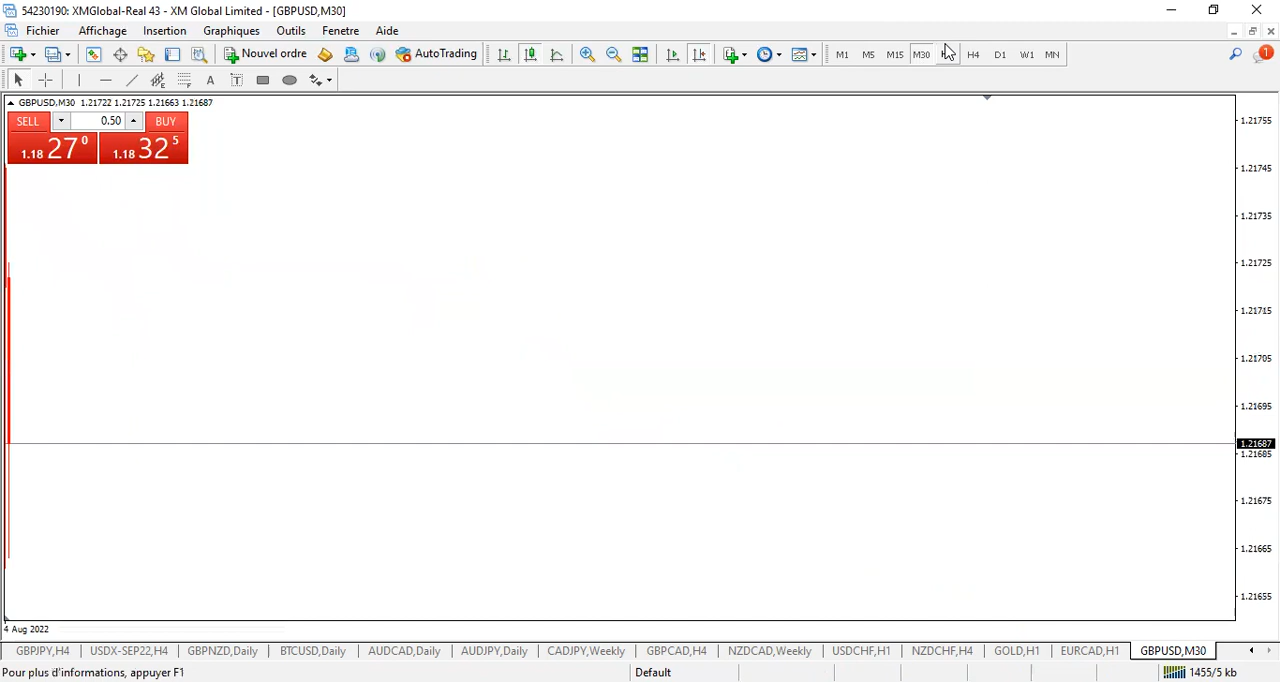 54230190: XMGlobal-Real 43 - XM Global Limited - [GBPUSD,M30]
Fichier Affichage Insertion Graphiques Outils Fenetre Aide
Nouvel ordre AutoTrading M1 M5 M15 M30 H4 D1 W1 MN 1
A T
GBPUSD,M30 1.21722 1.21725 1.21663 1.21687
SELL 0.50 BUY
1.18 27 0 1.18 32 5
1.21755
1.21745
1.21735
1.21725
1.21715
1.21705
1.21695
1.21687
1.21685
1.21675
1.21665
1.21655
4 Aug 2022
GBPJPY,H4 USDX-SEP22,H4 GBPNZD,Daily BTCUSD,Daily AUDCAD,Daily AUDJPY,Daily CADJPY,Weekly GBPCAD,H4 NZDCAD,Weekly USDCHF,H1 NZDCHF,H4 GOLD,H1 EURCAD,H1 GBPUSD,M30
Pour plus d'informations, appuyer F1 Default 1455/5 kb